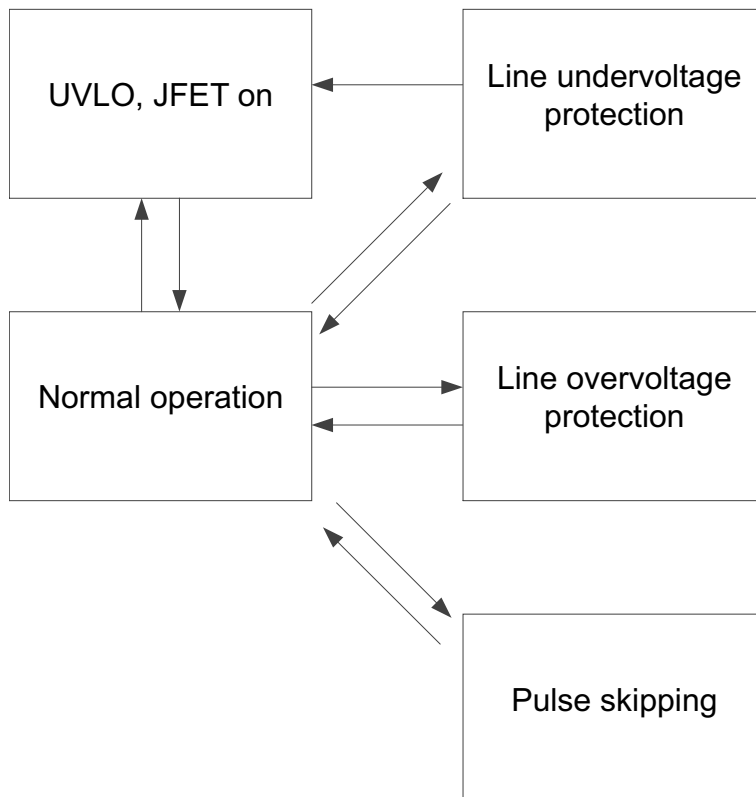 UVLO, JFET on
Line undervoltage
protection
Normal operation
Line overvoltage
protection
Pulse skipping